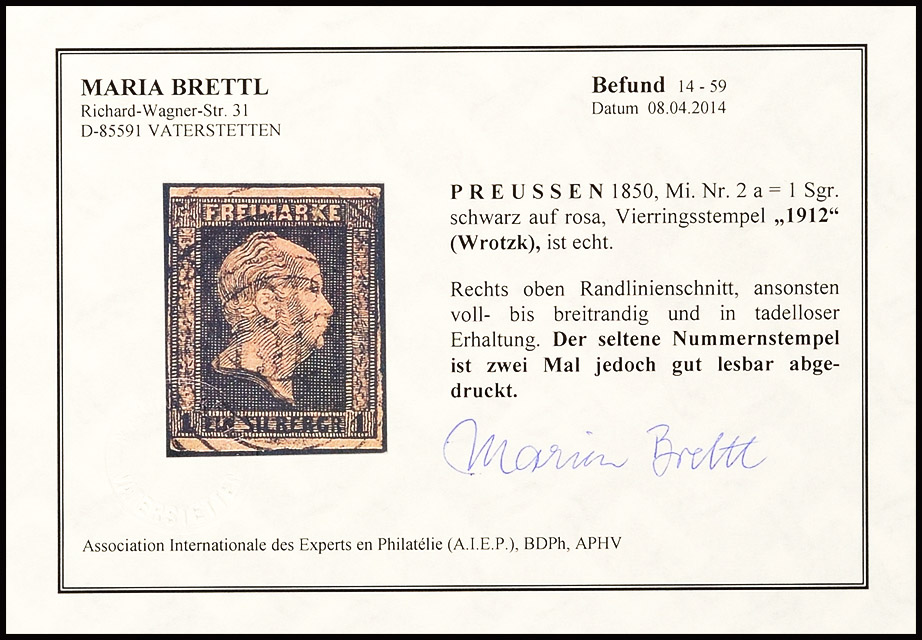 MARIA BRETTL
Richard-Wagner-Str. 31
D-85591 VATERSTETTEN
Befund 14 - 59
Datum 08.04.2014
FREIMARKE
1 EIN SILBERGR 1
PREUSSEN 1850, Mi. Nr. 2 a = 1 Sgr.
schwarz auf rosa, Vierringsstempel „1912“
(Wrotzk), ist echt.
Rechts oben Randlinienschnitt, ansonsten
voll- bis breitrandig und in tadelloser
Erhaltung. Der seltene Nummernstempel
ist zwei Mal jedoch gut lesbar abge-
druckt.
Maria Brettl
Association Internationale des Experts en Philatélie (A.I.E.P.), BDPh, APHV